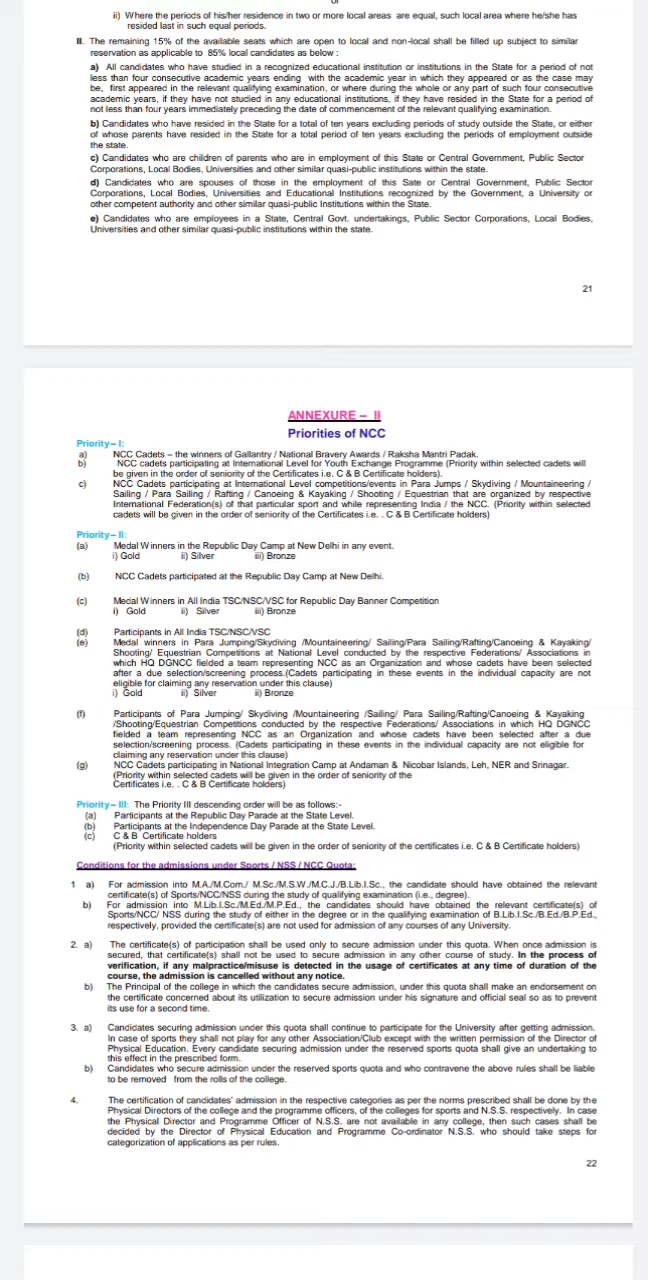 or
ii) Where the periods of his/her residence in two or more local areas are equal, such local area where he/she has
resided last in such equal periods.
II. The remaining 15% of the available seats which are open to local and non-local shall be filled up subject to similar
reservation as applicable to 85% local candidates as below :
a) All candidates who have studied in a recognized educational institution or institutions in the State for a period of not
less than four consecutive academic years ending with the academic year in which they appeared or as the case may
be, first appeared in the relevant qualifying examination, or where during the whole or any part of such four consecutive
academic years, if they have not studied in any educational institutions, if they have resided in the State for a period of
not less than four years immediately preceding the date of commencement of the relevant qualifying examination.
b) Candidates who have resided in the State for a total of ten years excluding periods of study outside the State, or either
of whose parents have resided in the State for a total period of ten years excluding the periods of employment outside
the state.
c) Candidates who are children of parents who are in employment of this State or Central Government, Public Sector
Corporations, Local Bodies, Universities and other similar quasi-public institutions within the state.
d) Candidates who are spouses of those in the employment of this Sate or Central Government, Public Sector
Corporations, Local Bodies, Universities and Educational Institutions recognized by the Government, a University or
other competent authority and other similar quasi-public Institutions within the State.
e) Candidates who are employees in a State, Central Govt. undertakings, Public Sector Corporations, Local Bodies,
Universities and other similar quasi-public institutions within the state.
21
ANNEXURE – II
Priorities of NCC
Priority – I:
a) NCC Cadets – the winners of Gallantry / National Bravery Awards / Raksha Mantri Padak.
b) NCC cadets participating at International Level for Youth Exchange Programme (Priority within selected cadets will
be given in the order of seniority of the Certificates i.e. C & B Certificate holders).
c) NCC Cadets participating at International Level competitions/events in Para Jumps / Skydiving / Mountaineering /
Sailing / Para Sailing / Rafting / Canoeing & Kayaking / Shooting / Equestrian that are organized by respective
International Federation(s) of that particular sport and while representing India / the NCC. (Priority within selected
cadets will be given in the order of seniority of the Certificates i.e. . C & B Certificate holders)
Priority – II:
(a) Medal Winners in the Republic Day Camp at New Delhi in any event.
i) Gold ii) Silver iii) Bronze
(b) NCC Cadets participated at the Republic Day Camp at New Delhi.
(c) Medal Winners in All India TSC/NSC/VSC for Republic Day Banner Competition
i) Gold ii) Silver iii) Bronze
(d) Participants in All India TSC/NSC/VSC
(e) Medal winners in Para Jumping/Skydiving /Mountaineering/ Sailing/Para Sailing/Rafting/Canoeing & Kayaking/
Shooting/ Equestrian Competitions at National Level conducted by the respective Federations/ Associations in
which HQ DGNCC fielded a team representing NCC as an Organization and whose cadets have been selected
after a due selection/screening process.(Cadets participating in these events in the individual capacity are not
eligible for claiming any reservation under this clause)
i) Gold ii) Silver ii) Bronze
(f) Participants of Para Jumping/ Skydiving /Mountaineering /Sailing/ Para Sailing/Rafting/Canoeing & Kayaking
/Shooting/Equestrian Competitions conducted by the respective Federations/ Associations in which HQ DGNCC
fielded a team representing NCC as an Organization and whose cadets have been selected after a due
selection/screening process. (Cadets participating in these events in the individual capacity are not eligible for
claiming any reservation under this clause)
(g) NCC Cadets participating in National Integration Camp at Andaman & Nicobar Islands, Leh, NER and Srinagar.
(Priority within selected cadets will be given in the order of seniority of the
Certificates i.e. . C & B Certificate holders)
Priority – III: The Priority III descending order will be as follows:-
(a) Participants at the Republic Day Parade at the State Level.
(b) Participants at the Independence Day Parade at the State Level.
(c) C & B Certificate holders
(Priority within selected cadets will be given in the order of seniority of the certificates i.e. C & B Certificate holders)
Conditions for the admissions under Sports / NSS / NCC Quota:
1 a) For admission into M.A./M.Com./ M.Sc./M.S.W./M.C.J./B.Lib.I.Sc., the candidate should have obtained the relevant
certificate(s) of Sports/NCC/NSS during the study of qualifying examination (i.e., degree).
b) For admission into M.Lib.I.Sc./M.Ed./M.P.Ed., the candidates should have obtained the relevant certificate(s) of
Sports/NCC/ NSS during the study of either in the degree or in the qualifying examination of B.Lib.I.Sc./B.Ed./B.P.Ed.,
respectively, provided the certificate(s) are not used for admission of any courses of any University.
2. a) The certificate(s) of participation shall be used only to secure admission under this quota. When once admission is
secured, that certificate(s) shall not be used to secure admission in any other course of study. In the process of
verification, if any malpractice/misuse is detected in the usage of certificates at any time of duration of the
course, the admission is cancelled without any notice.
b) The Principal of the college in which the candidates secure admission, under this quota shall make an endorsement on
the certificate concerned about its utilization to secure admission under his signature and official seal so as to prevent
its use for a second time.
3. a) Candidates securing admission under this quota shall continue to participate for the University after getting admission.
In case of sports they shall not play for any other Association/Club except with the written permission of the Director of
Physical Education. Every candidate securing admission under the reserved sports quota shall give an undertaking to
this effect in the prescribed form.
b) Candidates who secure admission under the reserved sports quota and who contravene the above rules shall be liable
to be removed from the rolls of the college.
4. The certification of candidates' admission in the respective categories as per the norms prescribed shall be done by the
Physical Directors of the college and the programme officers, of the colleges for sports and N.S.S. respectively. In case
the Physical Director and Programme Officer of N.S.S. are not available in any college, then such cases shall be
decided by the Director of Physical Education and Programme Co-ordinator N.S.S. who should take steps for
categorization of applications as per rules.
22